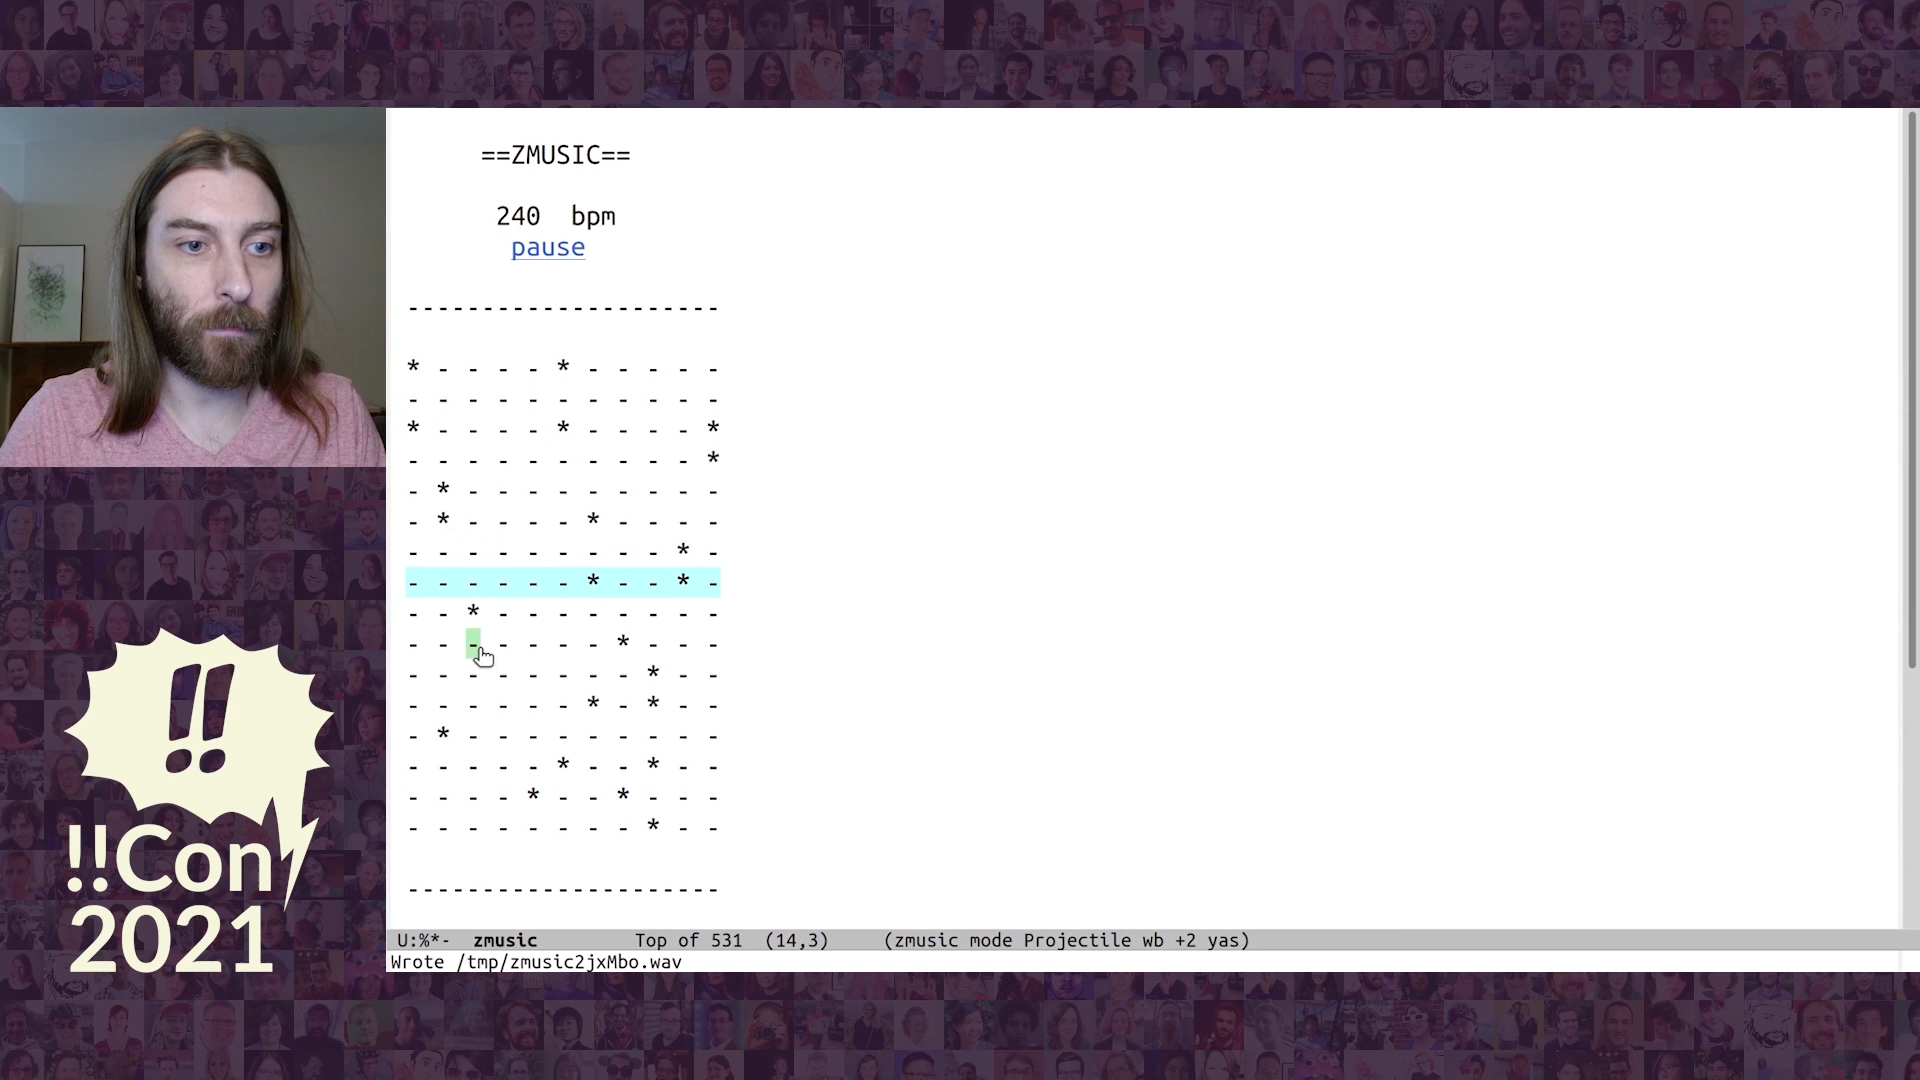 ==ZMUSIC==
240 bpm
pause
---------------------
* - - - - * - - - - -
- - - - - - - - - - -
* - - - - * - - - - *
- - - - - - - - - - *
- * - - - - - - - - -
- * - - - - * - - - -
- - - - - - - - - * -
- - - - - - * - - * -
- - * - - - - - - - -
- - - - - - - * - - -
- - - - - - - - * - -
- - - - - - * - * - -
- * - - - - - - - - -
- - - - - * - - * - -
- - - - * - - * - - -
- - - - - - - - * - -
---------------------
U:%*- zmusic Top of 531 (14,3) (zmusic mode Projectile wb +2 yas)
Wrote /tmp/zmusic2jxMbo.wav
!!
!!Con
2021